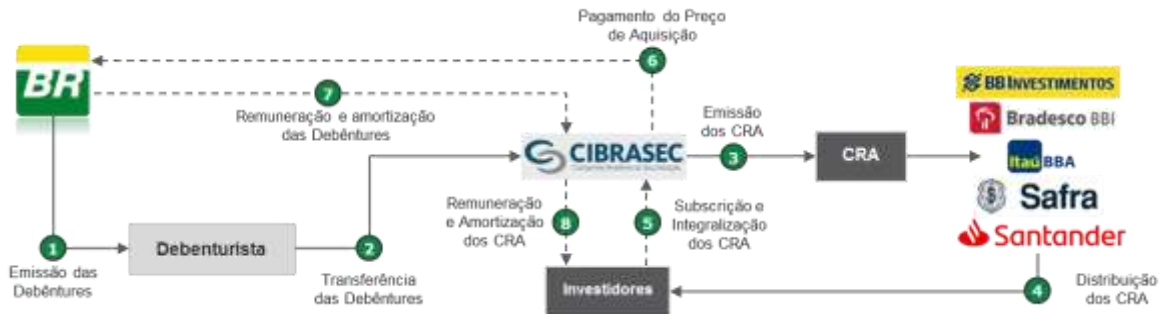 Pagamento do Preço
de Aquisição
6
BR
7
Remuneração e amortização
das Debêntures
Emissão
dos CRA
BB INVESTIMENTOS
Bradesco BBI
CIBRASEC
3
CRA
Itaú BBA
Remuneração
e Amortização
dos CRA
8
5
Subscrição e
Integralização
dos CRA
Safra
Santander
1
Debenturista
2
Emissão das
Debêntures
Transferência
das Debêntures
Investidores
4
Distribuição
dos CRA